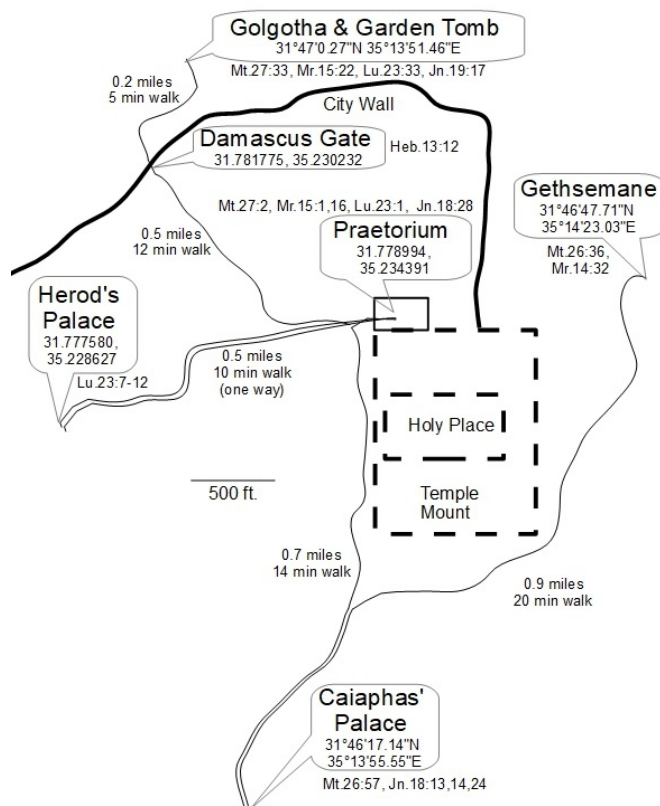 Golgotha & Garden Tomb
31°47'0.27"N 35°13'51.46"E
Mt.27:33, Mr.15:22, Lu.23:33, Jn.19:17
0.2 miles
5 min walk
City Wall
Damascus Gate
31.781775, 35.230232
Heb.13:12
Gethsemane
31°46'47.71"N
35°14'23.03"E
Mt.26:36,
Mr.14:32
Mt.27:2, Mr.15:1,16, Lu.23:1, Jn.18:28
0.5 miles
12 min walk
Praetorium
31.778994,
35.234391
Herod's
Palace
31.777580,
35.228627
Lu.23:7-12
0.5 miles
10 min walk
(one way)
Holy Place
500 ft.
Temple
Mount
0.7 miles
14 min walk
0.9 miles
20 min walk
Caiaphas'
Palace
31°46'17.14"N
35°13'55.55"E
Mt.26:57, Jn.18:13,14,24